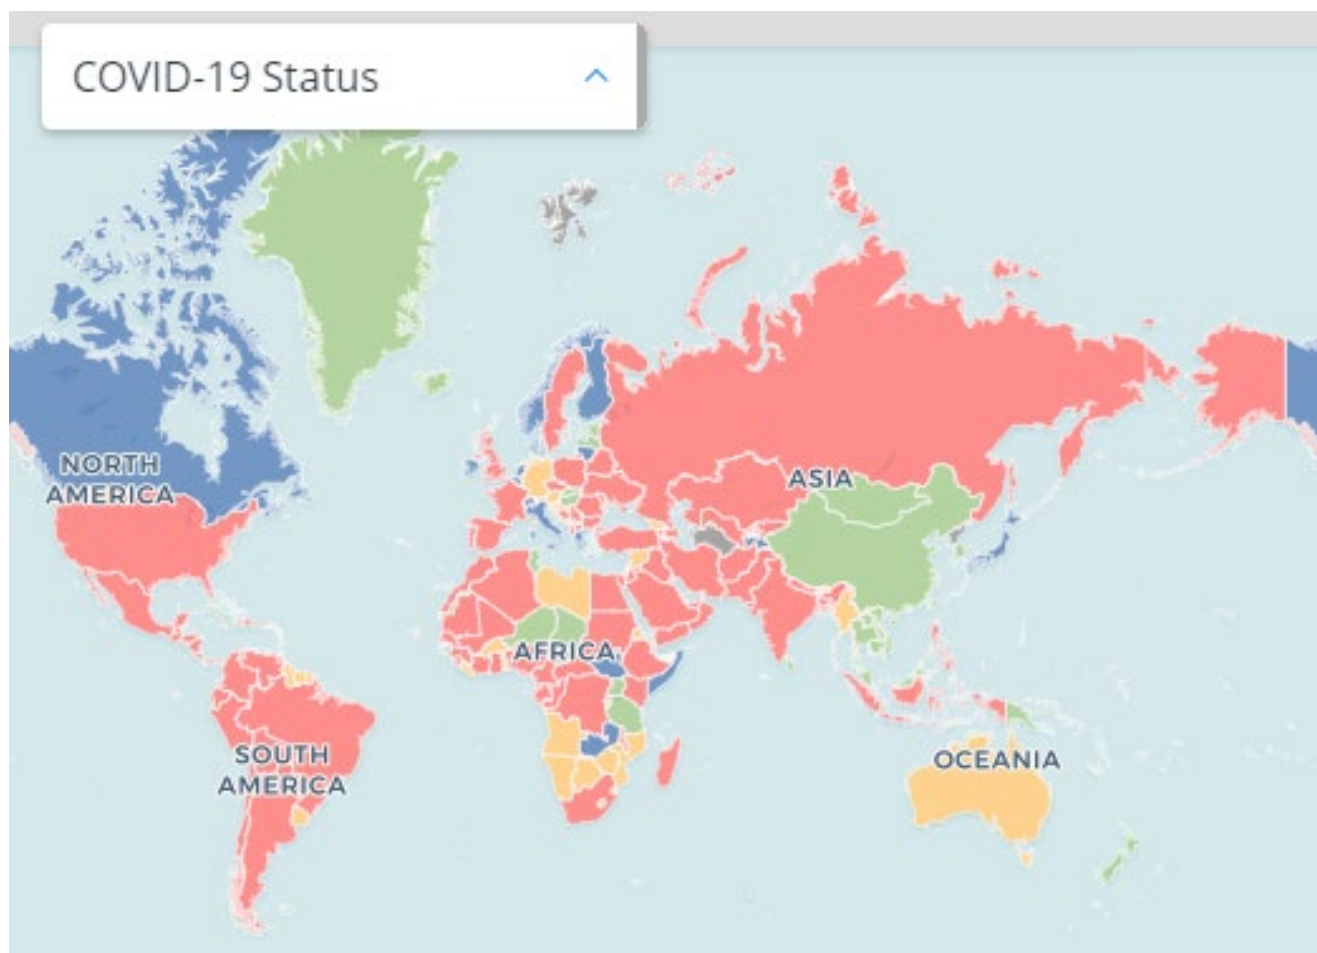 COVID-19 Status
NORTH
AMERICA
ASIA
AFRICA
SOUTH
AMERICA
OCEANIA